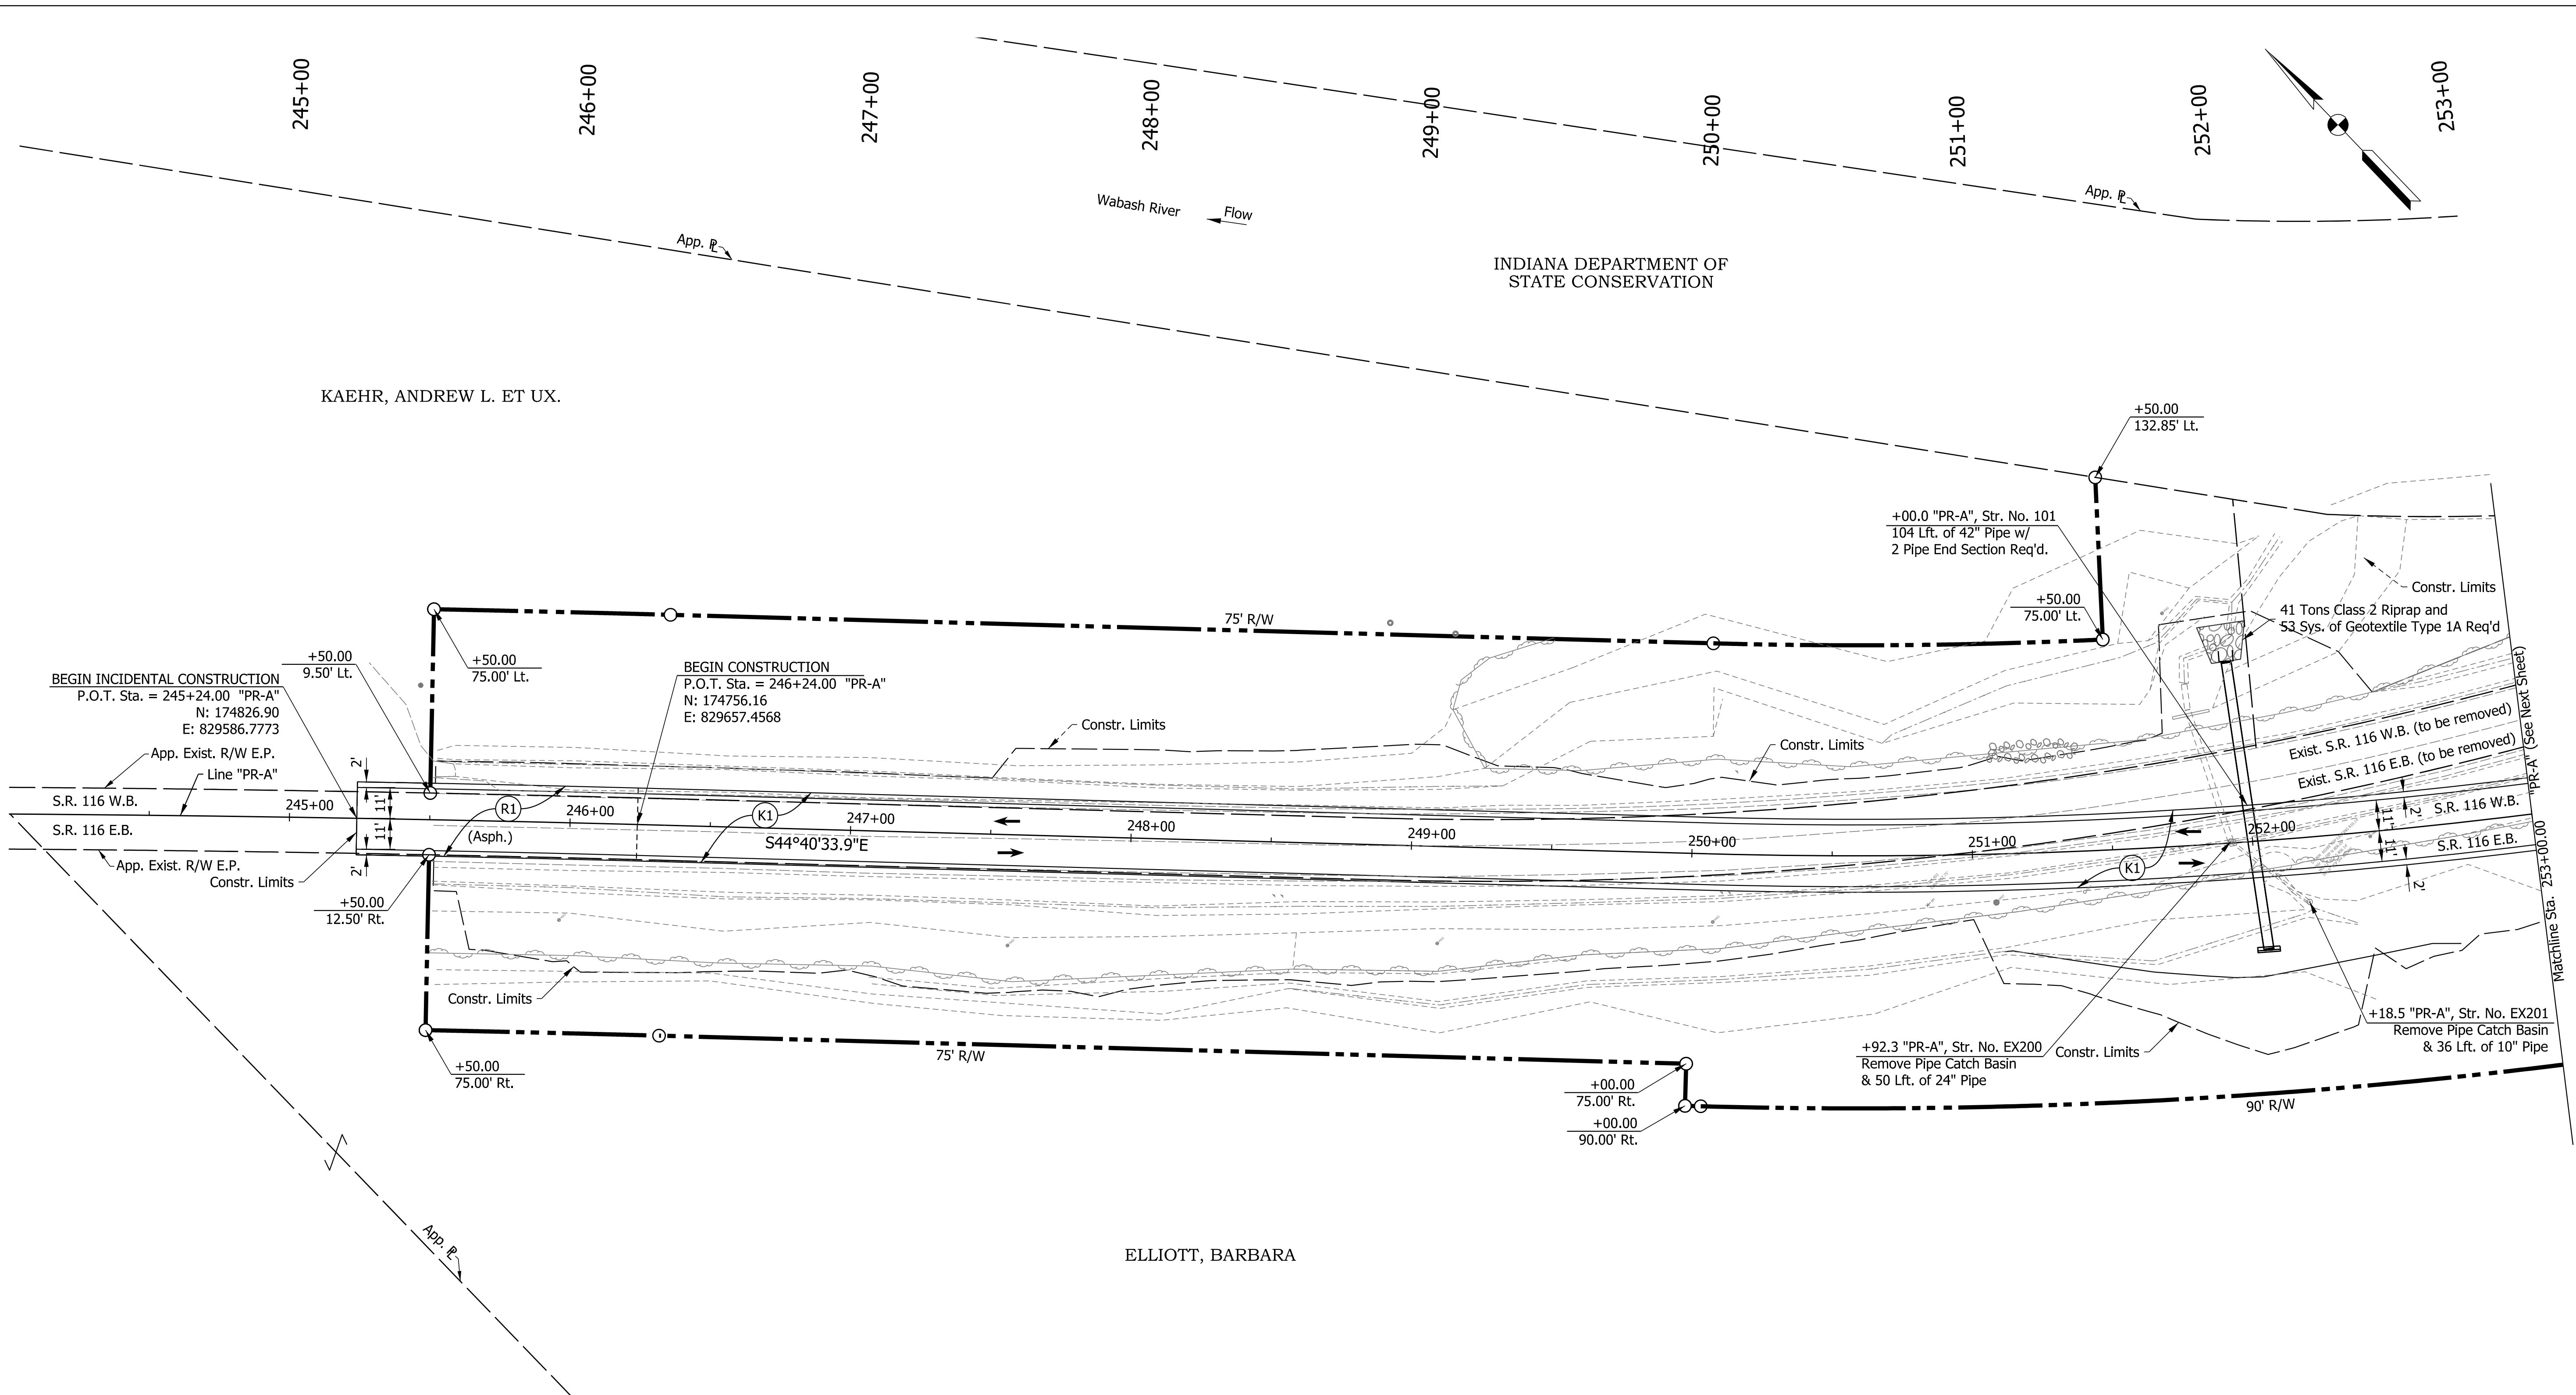 245+00
246+00
247+00
248+00
249+00
250+00
251+00
252+00
253+00
App. PL
Wabash River
Flow
App. PL
INDIANA DEPARTMENT OF
STATE CONSERVATION
KAEHR, ANDREW L. ET UX.
+50.00
132.85' Lt.
+00.0 "PR-A", Str. No. 101
104 Lft. of 42" Pipe w/
2 Pipe End Section Req'd.
Constr. Limits
+50.00
75.00' Lt.
41 Tons Class 2 Riprap and
53 Sys. of Geotextile Type 1A Req'd
75' R/W
+50.00
9.50' Lt.
+50.00
75.00' Lt.
BEGIN INCIDENTAL CONSTRUCTION
P.O.T. Sta. = 245+24.00 "PR-A"
N: 174826.90
E: 829586.7773
BEGIN CONSTRUCTION
P.O.T. Sta. = 246+24.00 "PR-A"
N: 174756.16
E: 829657.4568
Constr. Limits
Constr. Limits
App. Exist. R/W E.P.
Line "PR-A"
Exist. S.R. 116 W.B. (to be removed)
Exist. S.R. 116 E.B. (to be removed)
2'
11'
11'
2'
S.R. 116 W.B.
S.R. 116 E.B.
245+00
R1
246+00
(Asph.)
K1
247+00
S44°40'33.9"E
248+00
249+00
250+00
251+00
252+00
K1
2'
11'
11'
2'
S.R. 116 W.B.
S.R. 116 E.B.
App. Exist. R/W E.P.
Constr. Limits
+50.00
12.50' Rt.
Constr. Limits
Matchline Sta. 253+00.00 "PR-A" (See Next Sheet)
+18.5 "PR-A", Str. No. EX201
Remove Pipe Catch Basin
& 36 Lft. of 10" Pipe
+92.3 "PR-A", Str. No. EX200
Remove Pipe Catch Basin
& 50 Lft. of 24" Pipe
Constr. Limits
75' R/W
+50.00
75.00' Rt.
+00.00
75.00' Rt.
90' R/W
+00.00
90.00' Rt.
App. PL
ELLIOTT, BARBARA